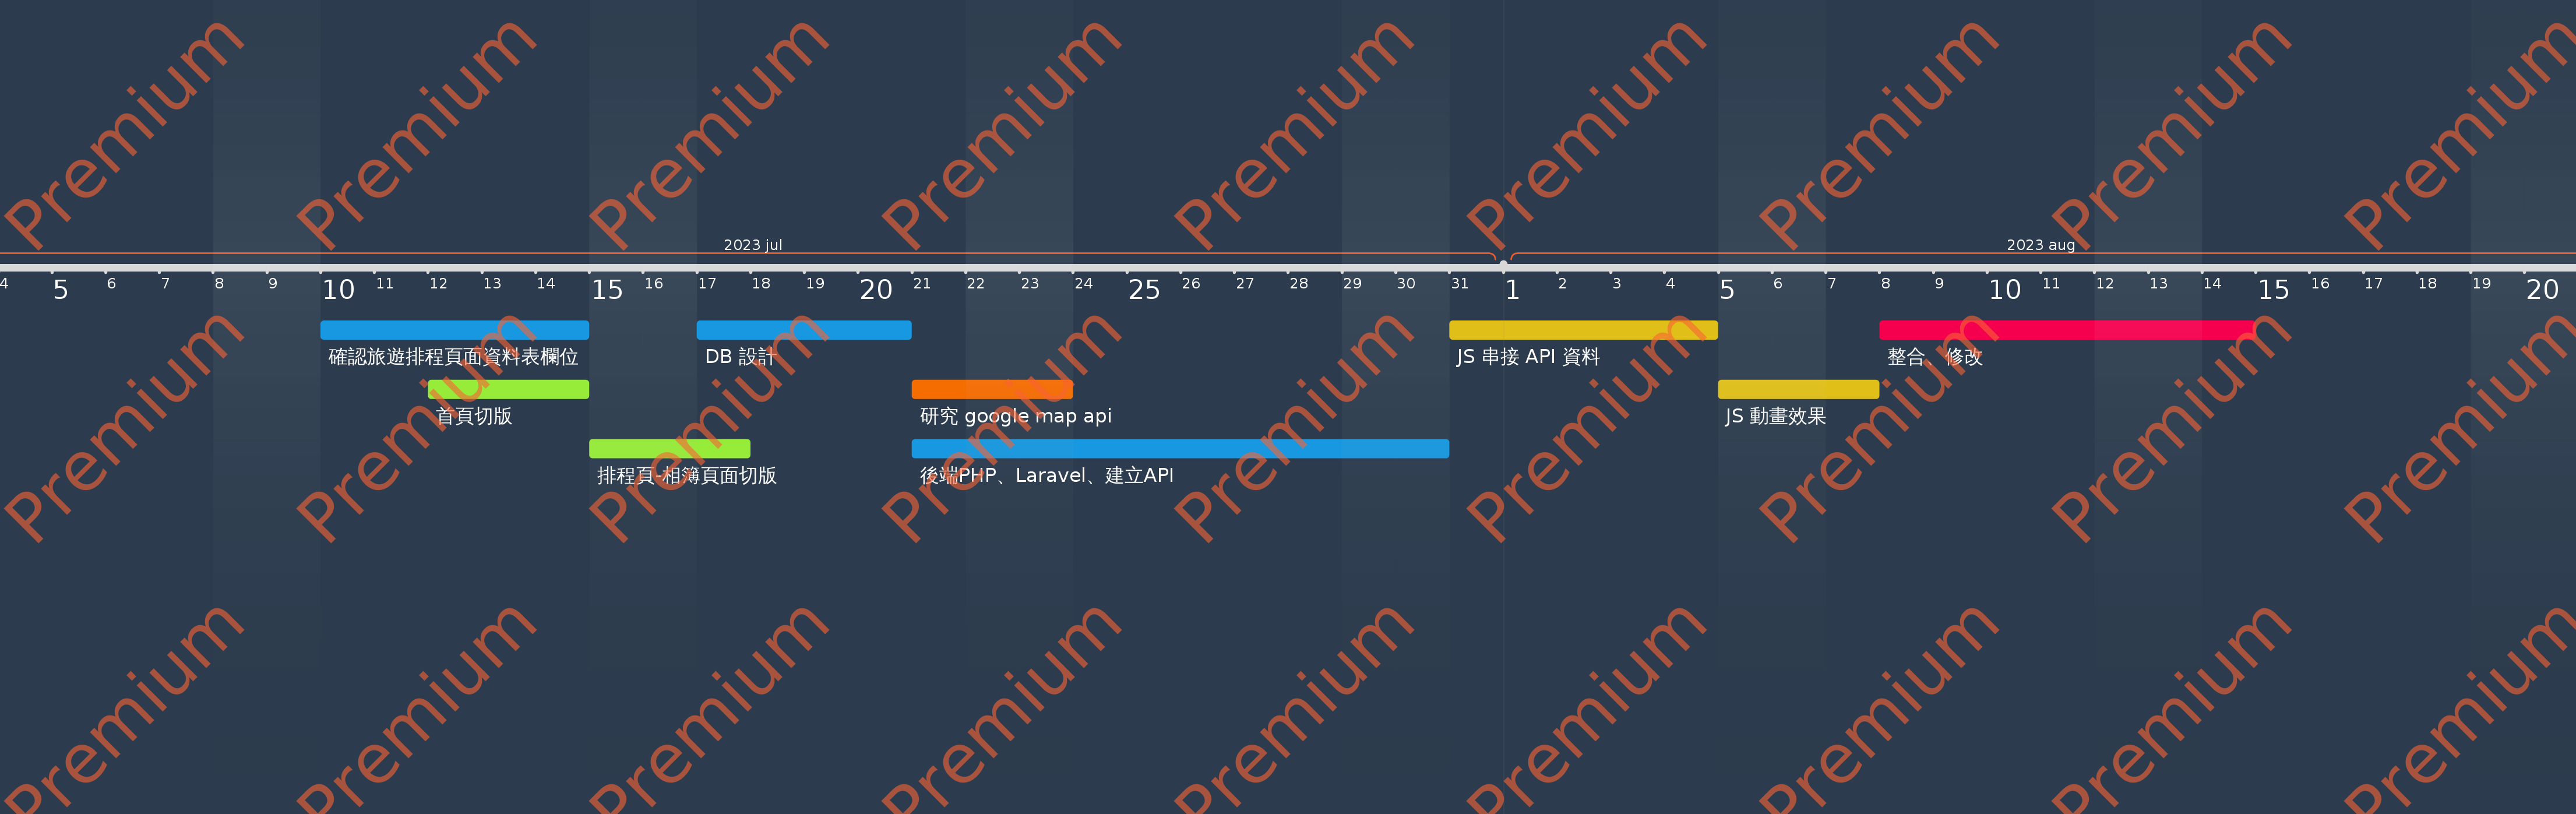 Premium Premium Premium Premium Premium Premium Premium Premium Premium
2023 jul 2023 aug
4 5 6 7 8 9 10 11 12 13 14 15 16 17 18 19 20 21 22 23 24 25 26 27 28 29 30 31 1 2 3 4 5 6 7 8 9 10 11 12 13 14 15 16 17 18 19 20
確認旅遊排程頁面資料表欄位 DB 設計 JS 串接 API 資料 整合、修改
首頁切版 研究 google map api JS 動畫效果
排程頁-相簿頁面切版 後端PHP、Laravel、建立API
Premium Premium Premium Premium Premium Premium Premium Premium Premium
Premium Premium Premium Premium Premium Premium Premium Premium Premium